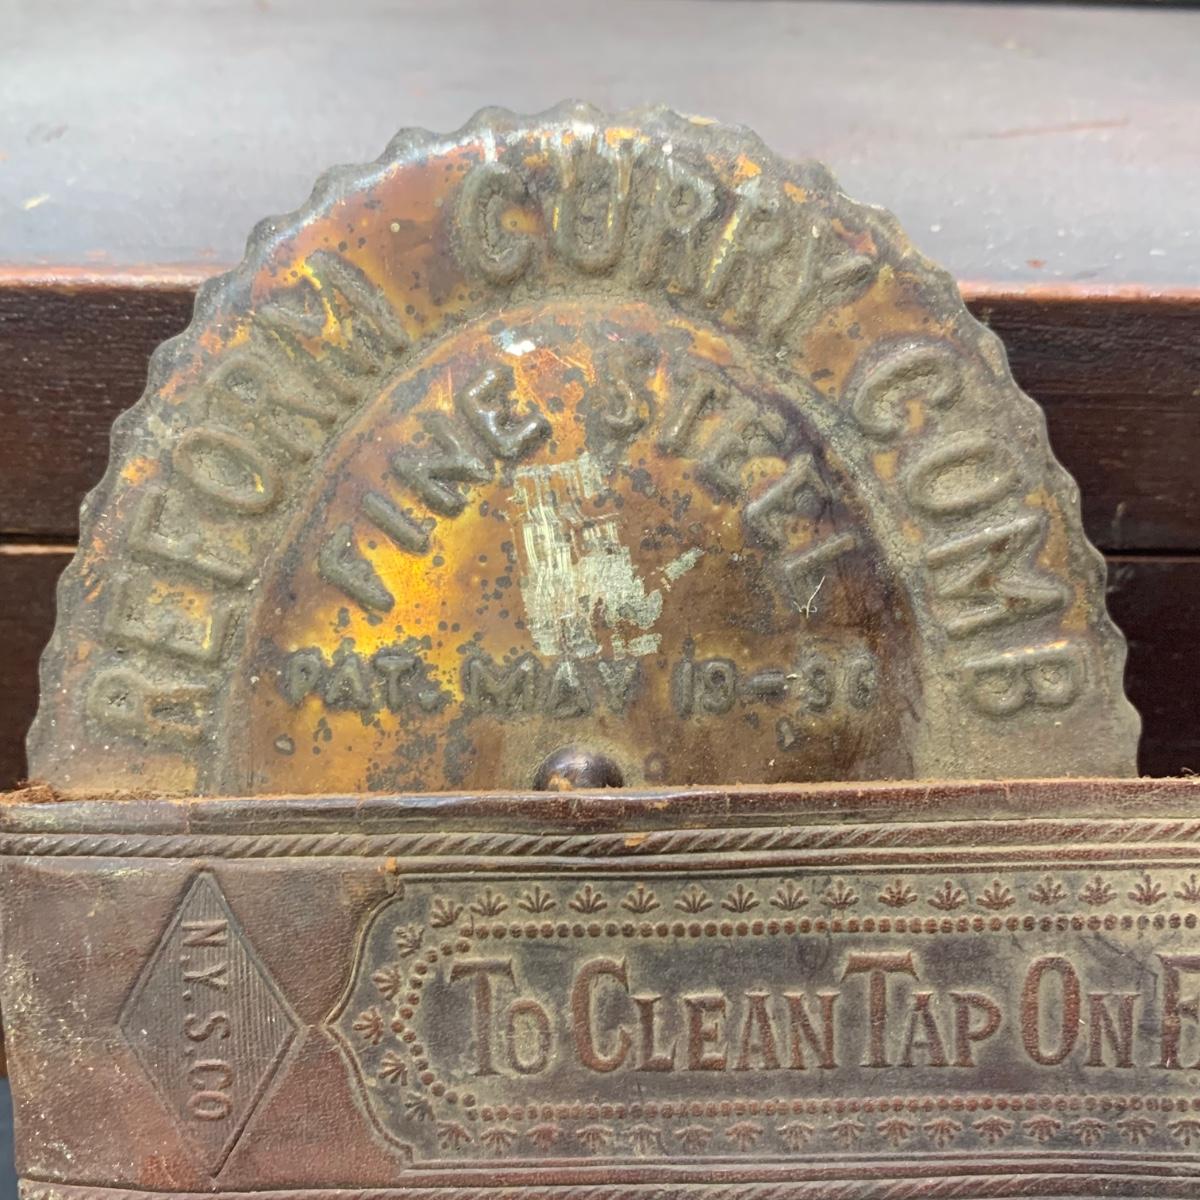 REFORM CURRY COMB
FINE STEEL
PAT. MAY 19-96
N.Y.S.CO
TO CLEAN TAP ON